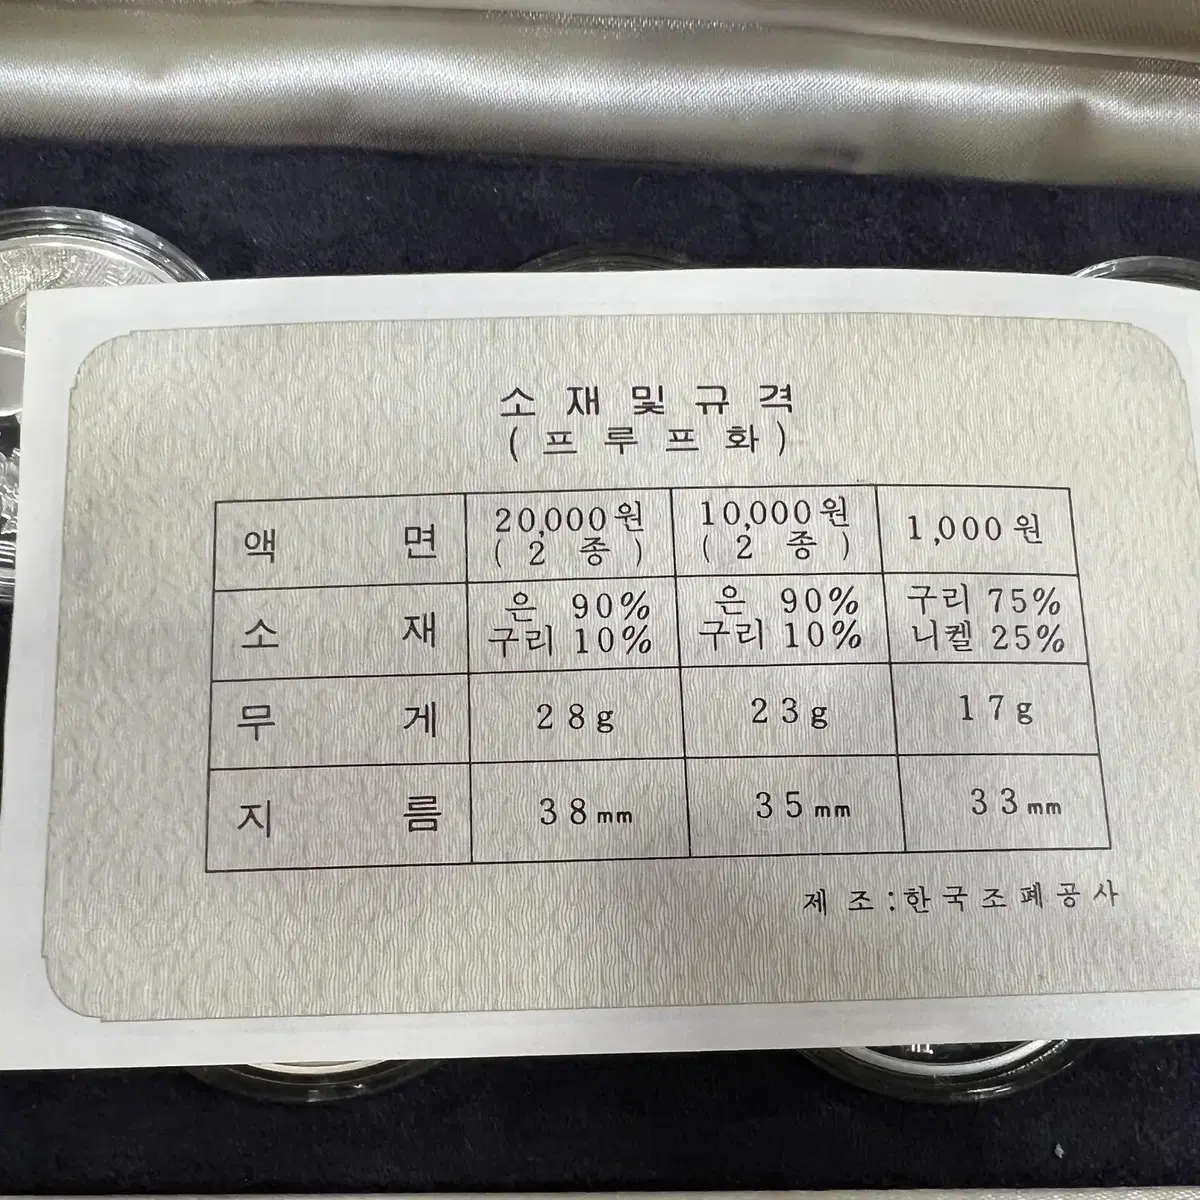 소재및규격
(프루프화)
액면 20,000원 (2종) 10,000원 (2종) 1,000원
소재 은 90% 구리 10% 은 90% 구리 10% 구리 75% 니켈 25%
무게 28g 23g 17g
지름 38mm 35mm 33mm
제조:한국조폐공사